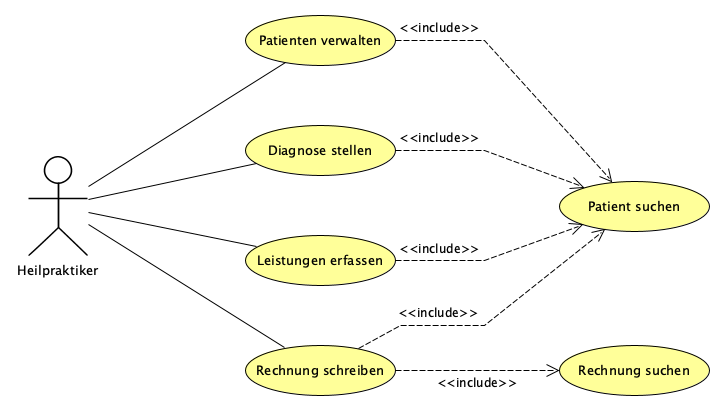 <<include>>
Patienten verwalten
<<include>>
Diagnose stellen
Patient suchen
Heilpraktiker
<<include>>
Leistungen erfassen
<<include>>
Rechnung schreiben
Rechnung suchen
<<include>>